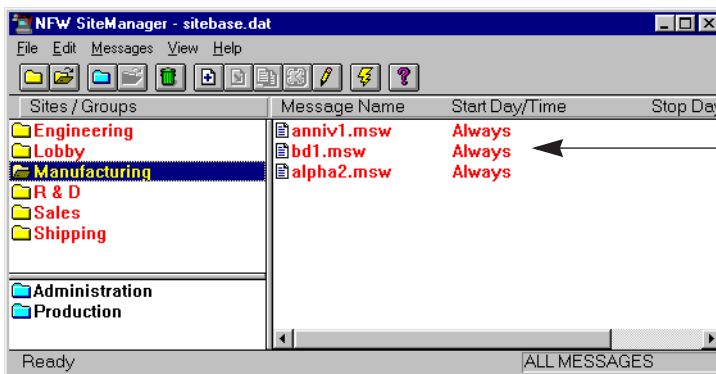 NFW SiteManager - sitebase.dat
File Edit Messages View Help
Sites / Groups Message Name Start Day/Time Stop Day
Engineering anniv1.msw Always
Lobby bd1.msw Always
Manufacturing alpha2.msw Always
R & D
Sales
Shipping
Administration
Production
Ready ALL MESSAGES